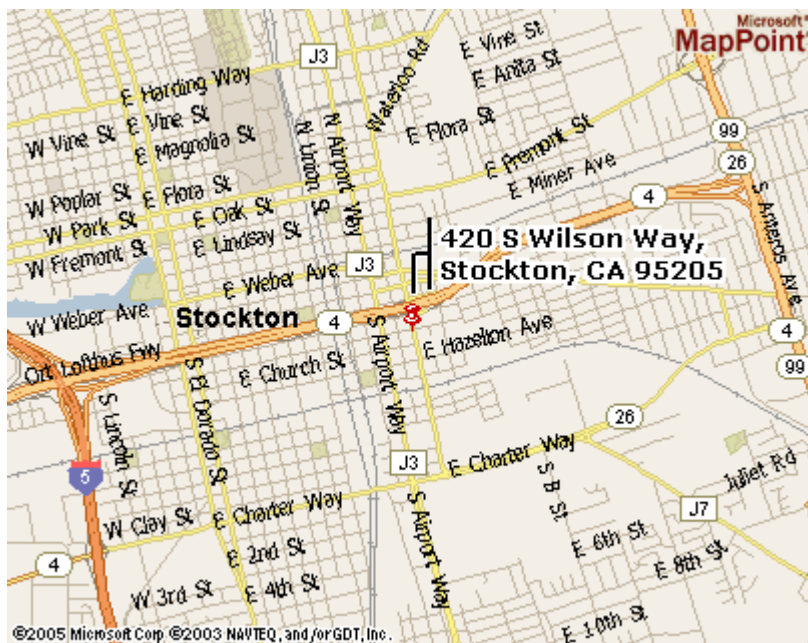 Microsoft®
MapPoint®
E Vine St
E Anita St
J3
Waterloo Rd
E Harding Way
E Vine St
W Vine St
E Magnolia St
N Union St
N Airport Way
E Flora St
E Fremont St
E Miner Ave
99
26
4
S Anteros Ave
W Poplar St
E Flora St
W Park St
E Oak St
E Lindsay St
W Fremont St
E Weber Ave
J3
420 S Wilson Way,
Stockton, CA 95205
W Weber Ave
Stockton
4
S Airport Way
E Hazelton Ave
4
99
Ort Lofthus Fwy
E Church St
S El Dorado St
S Lincoln St
26
5
J3
E Charter Way
S B St
Juliet Rd
J7
W Clay St
E Charter Way
S Airport Way
E 2nd St
E 6th St
E 8th St
4
W 3rd St
E 4th St
E 10th St
©2005 Microsoft Corp ©2003 NAVTEQ, and/or GDT, Inc.